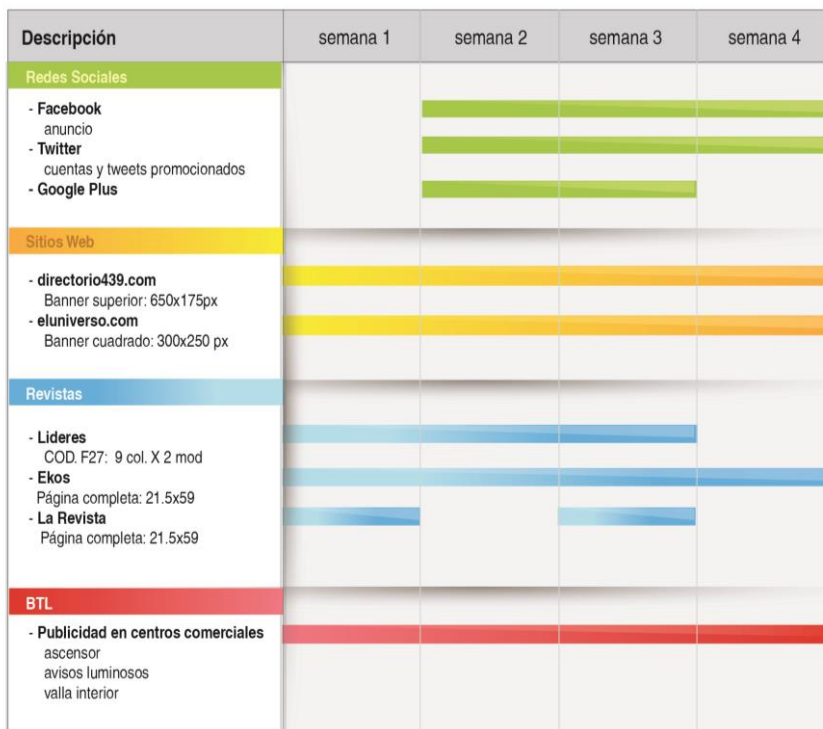 Descripción semana 1 semana 2 semana 3 semana 4
Redes Sociales
- Facebook
anuncio
- Twitter
cuentas y tweets promocionados
- Google Plus
Sitios Web
- directorio439.com
Banner superior: 650x175px
- eluniverso.com
Banner cuadrado: 300x250 px
Revistas
- Lideres
COD. F27: 9 col. X 2 mod
- Ekos
Página completa: 21.5x59
- La Revista
Página completa: 21.5x59
BTL
- Publicidad en centros comerciales
ascensor
avisos luminosos
valla interior